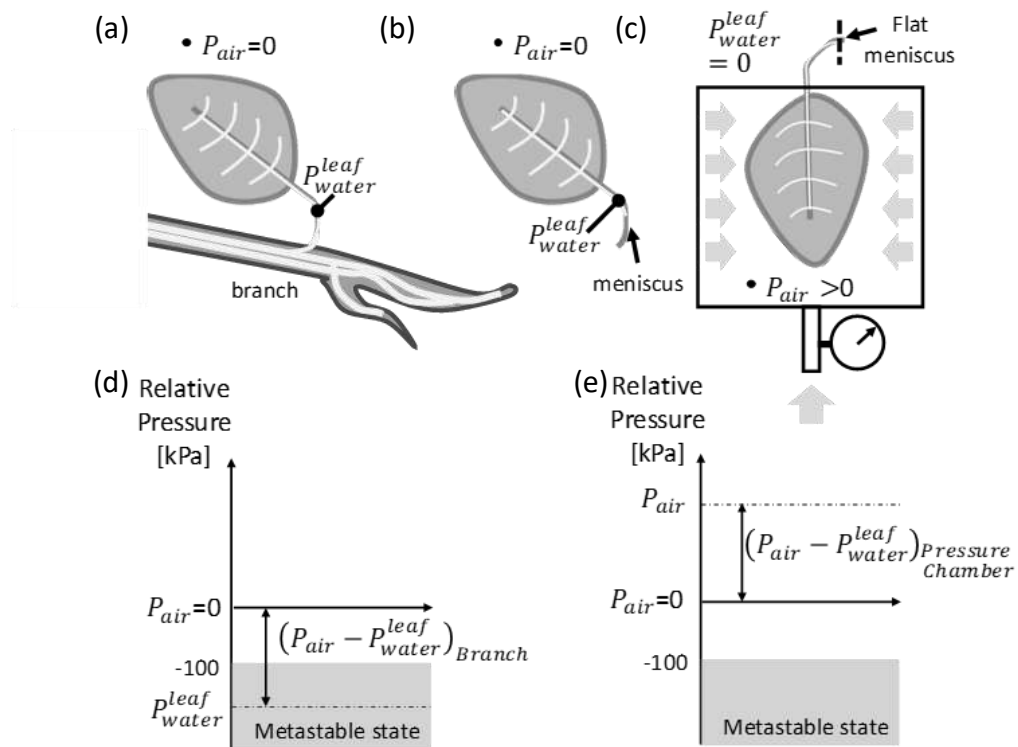 (a)
P_air=0
P_water^leaf
branch
(b)
P_air=0
P_water^leaf
meniscus
(c)
P_water^leaf
= 0
Flat
meniscus
P_air >0
(d)
Relative
Pressure
[kPa]
P_air=0
(P_air − P_water^leaf)_Branch
-100
P_water^leaf
Metastable state
(e)
Relative
Pressure
[kPa]
P_air
(P_air − P_water^leaf)_Pressure
Chamber
P_air=0
-100
Metastable state